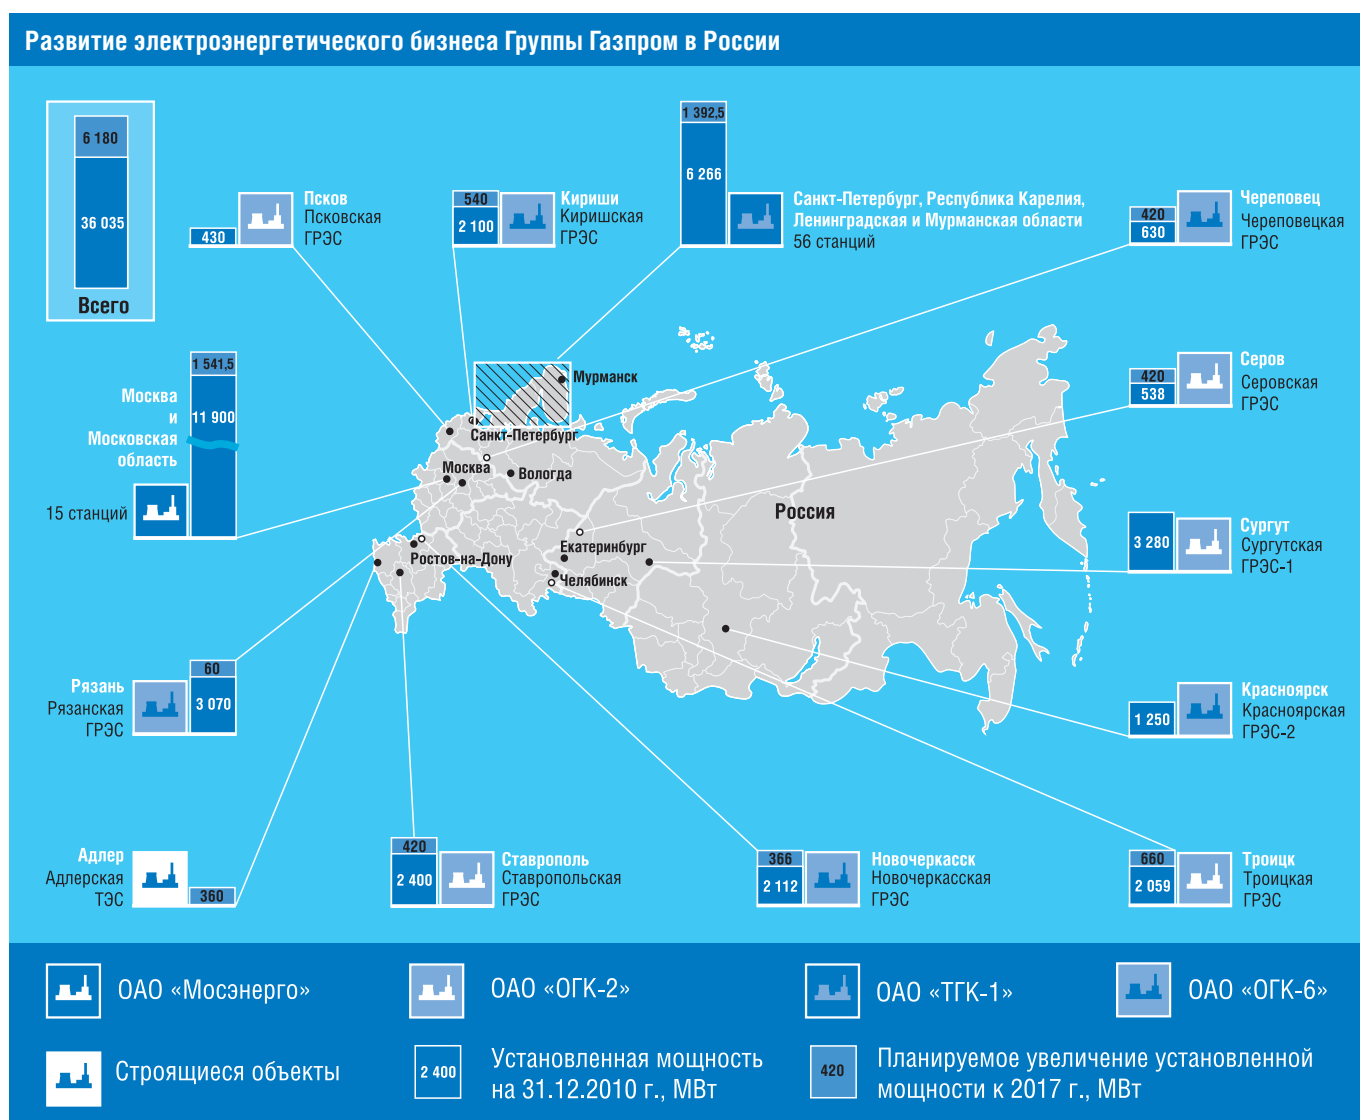 Развитие электроэнергетического бизнеса Группы Газпром в России
6 180
36 035
Всего
430
Псков
Псковская
ГРЭС
540
2 100
Кириши
Киришская
ГРЭС
1 392,5
6 266
Санкт-Петербург, Республика Карелия,
Ленинградская и Мурманская области
56 станций
420
630
Череповец
Череповецкая
ГРЭС
1 541,5
11 900
Москва
и
Московская
область
15 станций
420
538
Серов
Серовская
ГРЭС
Мурманск
Санкт-Петербург
Москва
Вологда
Россия
Екатеринбург
Ростов-на-Дону
Челябинск
3 280
Сургут
Сургутская
ГРЭС-1
60
3 070
Рязань
Рязанская
ГРЭС
1 250
Красноярск
Красноярская
ГРЭС-2
Адлер
Адлерская
ТЭС
360
420
2 400
Ставрополь
Ставропольская
ГРЭС
366
2 112
Новочеркасск
Новочеркасская
ГРЭС
660
2 059
Троицк
Троицкая
ГРЭС
ОАО «Мосэнерго»
ОАО «ОГК-2»
ОАО «ТГК-1»
ОАО «ОГК-6»
Строящиеся объекты
2 400
Установленная мощность
на 31.12.2010 г., МВт
420
Планируемое увеличение установленной
мощности к 2017 г., МВт